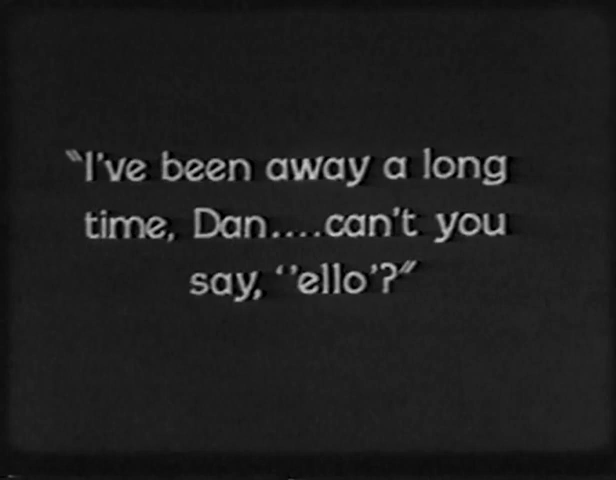 "I've been away a long
time, Dan....can't you
say, ''ello'?"